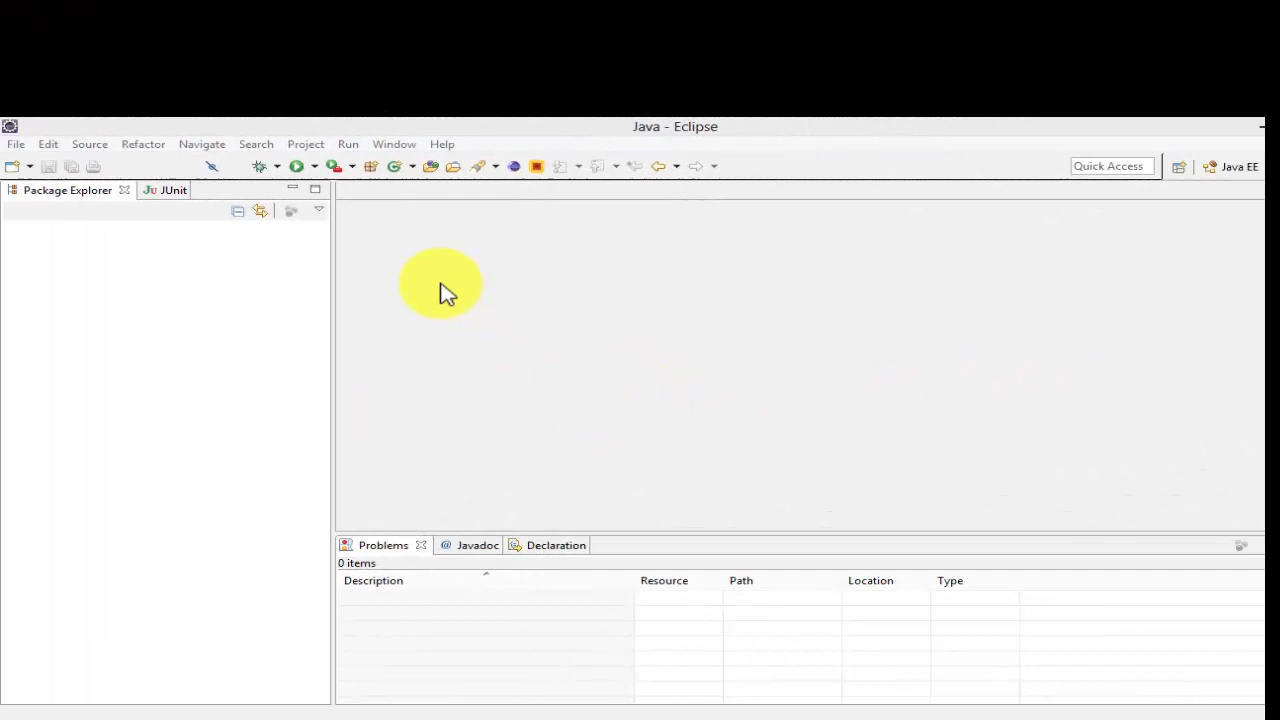 Java - Eclipse
File Edit Source Refactor Navigate Search Project Run Window Help
Quick Access Java EE
Package Explorer Ju JUnit
Problems @ Javadoc Declaration
0 items
Description Resource Path Location Type